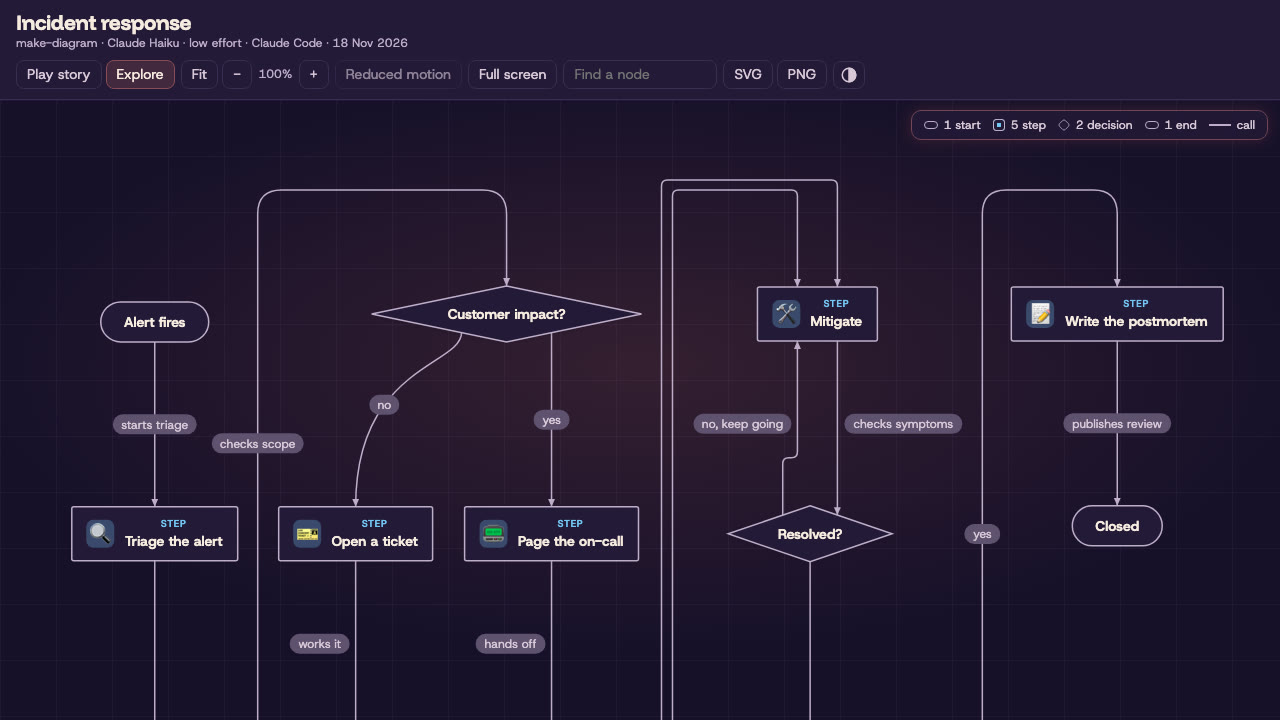 Incident response
make-diagram · Claude Haiku · low effort · Claude Code · 18 Nov 2026
Play story
Explore
Fit
−
100%
+
Reduced motion
Full screen
Find a node
SVG
PNG
1 start
5 step
2 decision
1 end
call
Alert fires
Customer impact?
STEP
Mitigate
STEP
Write the postmortem
no
yes
starts triage
checks scope
no, keep going
checks symptoms
publishes review
STEP
Triage the alert
STEP
Open a ticket
STEP
Page the on-call
Resolved?
yes
Closed
works it
hands off